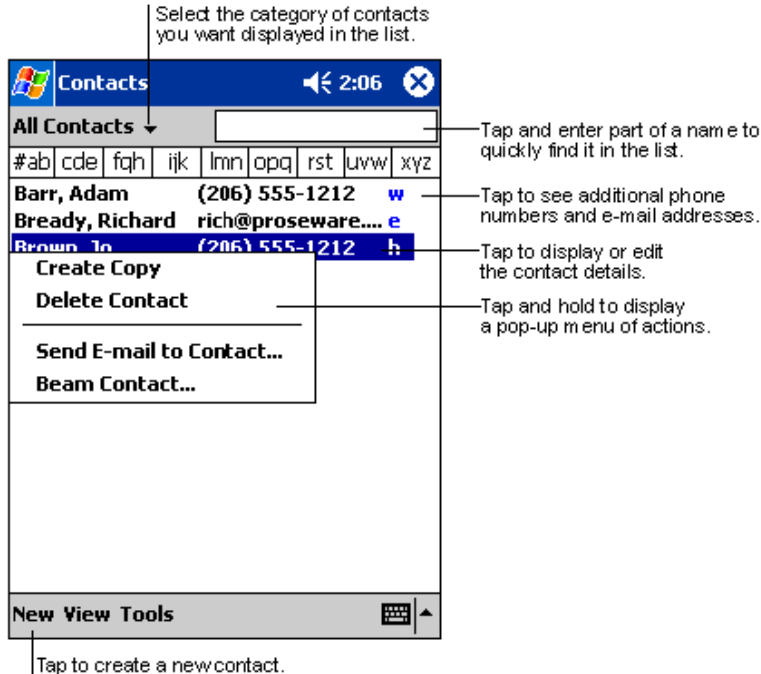 Select the category of contacts
you want displayed in the list.
Contacts 2:06
All Contacts
Tap and enter part of a name to
quickly find it in the list.
#ab cde fgh ijk lmn opq rst uvw xyz
Barr, Adam (206) 555-1212 w
Tap to see additional phone
numbers and e-mail addresses.
Bready, Richard rich@proseware.... e
Brown, Jo (206) 555-1212 h
Tap to display or edit
the contact details.
Create Copy
Delete Contact
Tap and hold to display
a pop-up menu of actions.
Send E-mail to Contact...
Beam Contact...
New View Tools
Tap to create a new contact.